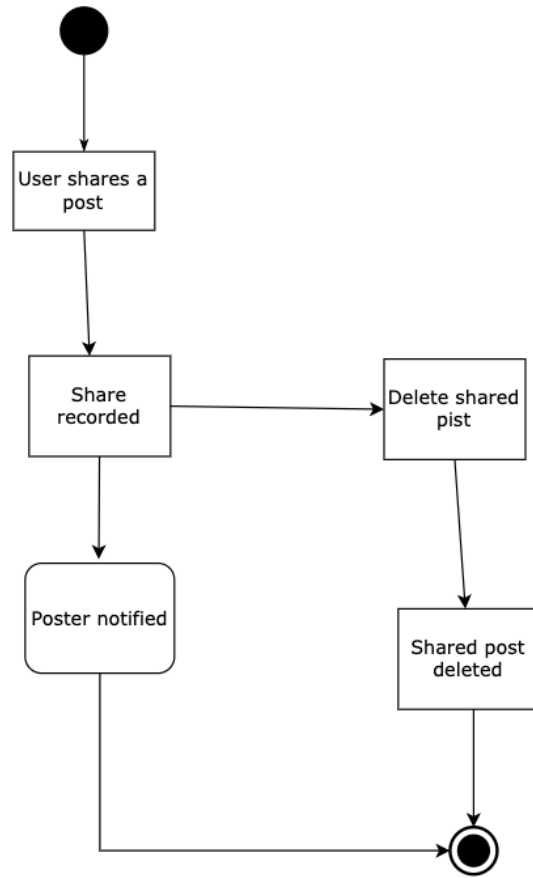 User shares a
post
Share
recorded
Delete shared
pist
Poster notified
Shared post
deleted